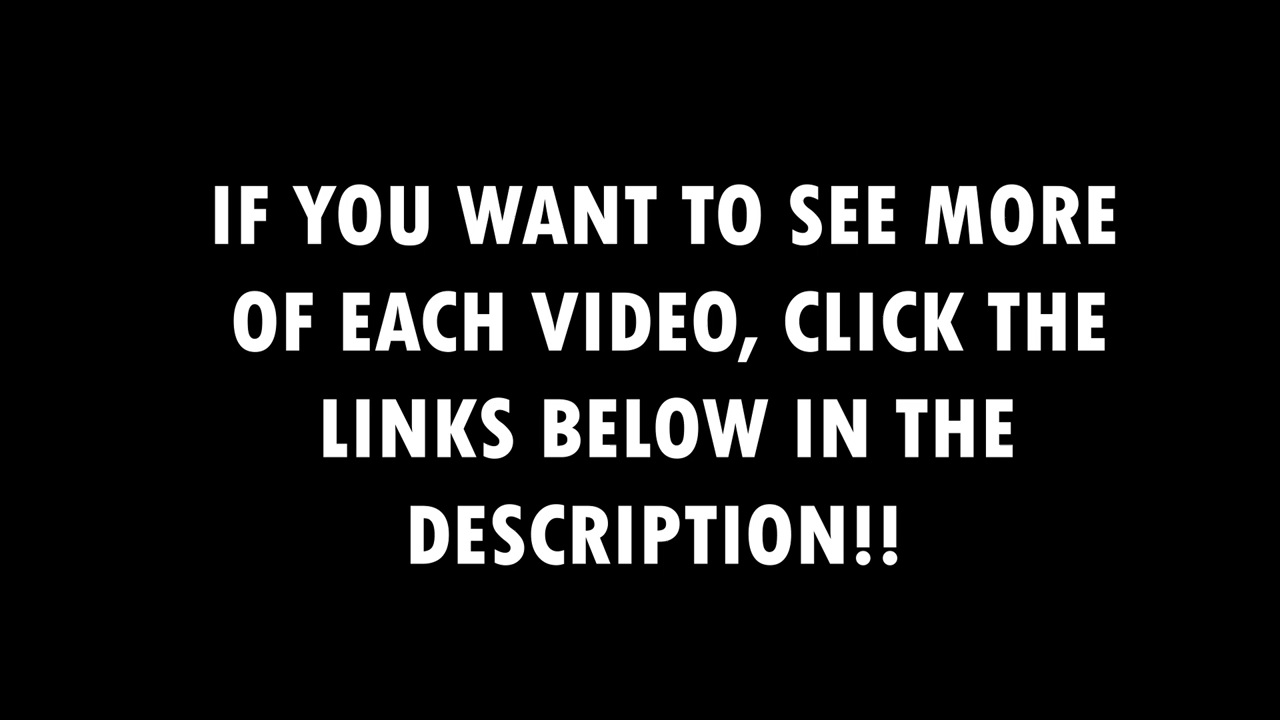 IF YOU WANT TO SEE MORE
OF EACH VIDEO, CLICK THE
LINKS BELOW IN THE
DESCRIPTION!!